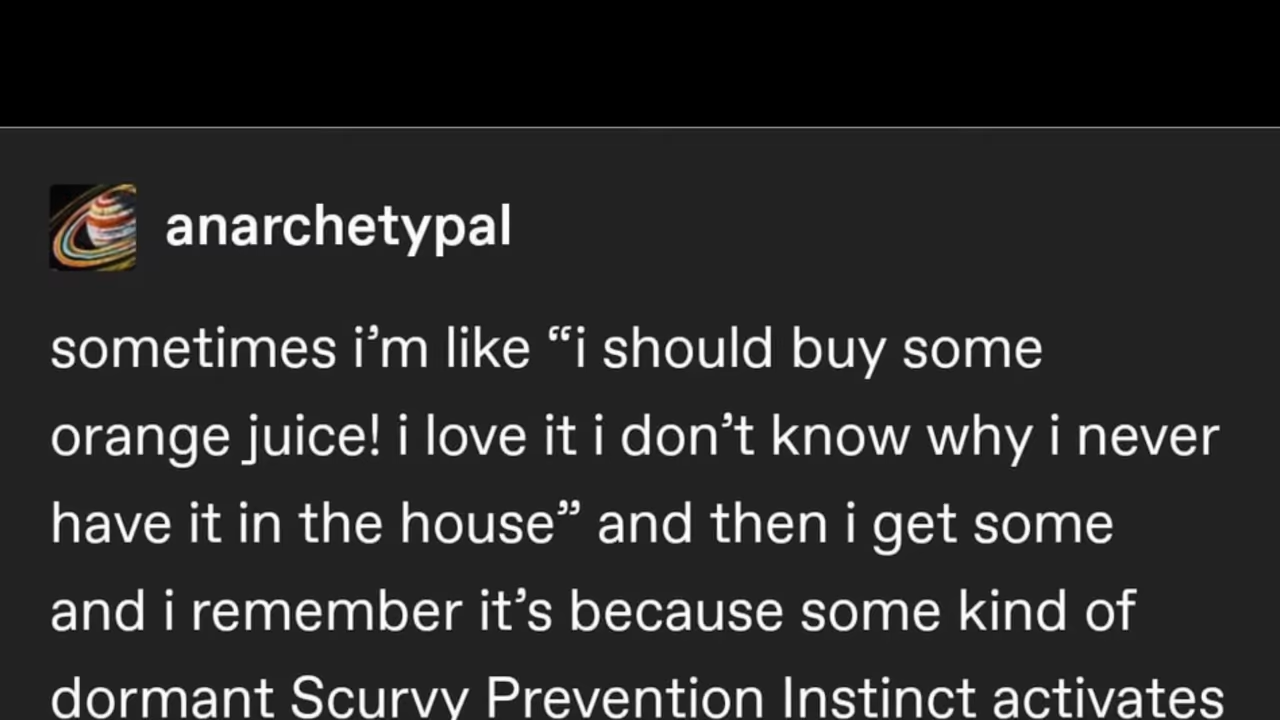 anarchetypal
sometimes i’m like “i should buy some
orange juice! i love it i don’t know why i never
have it in the house” and then i get some
and i remember it’s because some kind of
dormant Scurvy Prevention Instinct activates